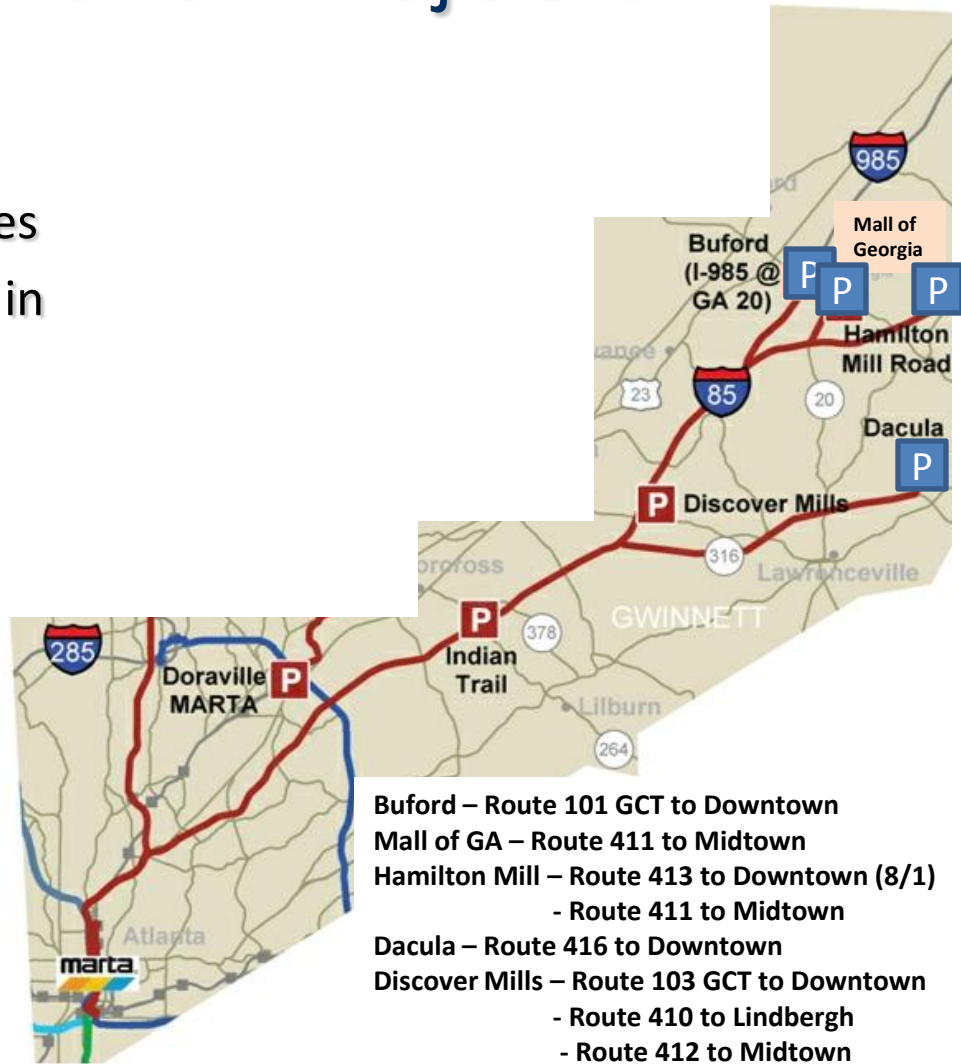 es
in
985
Mall of
Georgia
Buford
(I-985 @
GA 20)
P
P
P
Hamilton
Mill Road
85
23
20
Dacula
P
P
Discover Mills
316
Lawrenceville
GWINNETT
P
378
Indian
Trail
285
Doraville
MARTA
P
Lilburn
264
Atlanta
marta
Buford – Route 101 GCT to Downtown
Mall of GA – Route 411 to Midtown
Hamilton Mill – Route 413 to Downtown (8/1)
- Route 411 to Midtown
Dacula – Route 416 to Downtown
Discover Mills – Route 103 GCT to Downtown
- Route 410 to Lindbergh
- Route 412 to Midtown